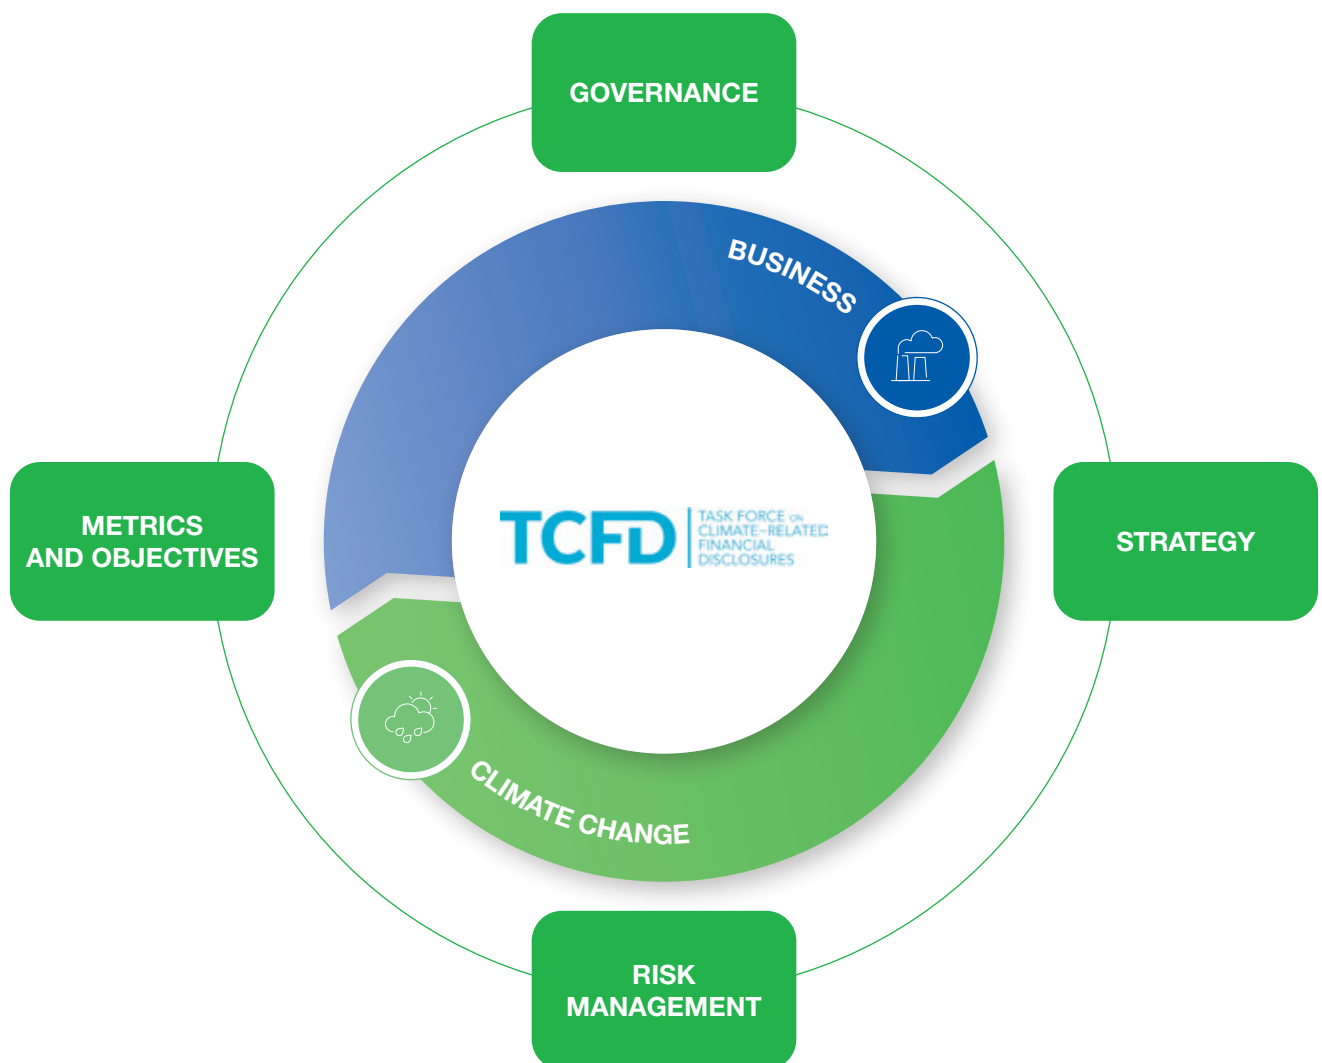 GOVERNANCE
BUSINESS
METRICS
AND OBJECTIVES
TCFD
TASK FORCE ON
CLIMATE-RELATED
FINANCIAL
DISCLOSURES
STRATEGY
CLIMATE CHANGE
RISK
MANAGEMENT